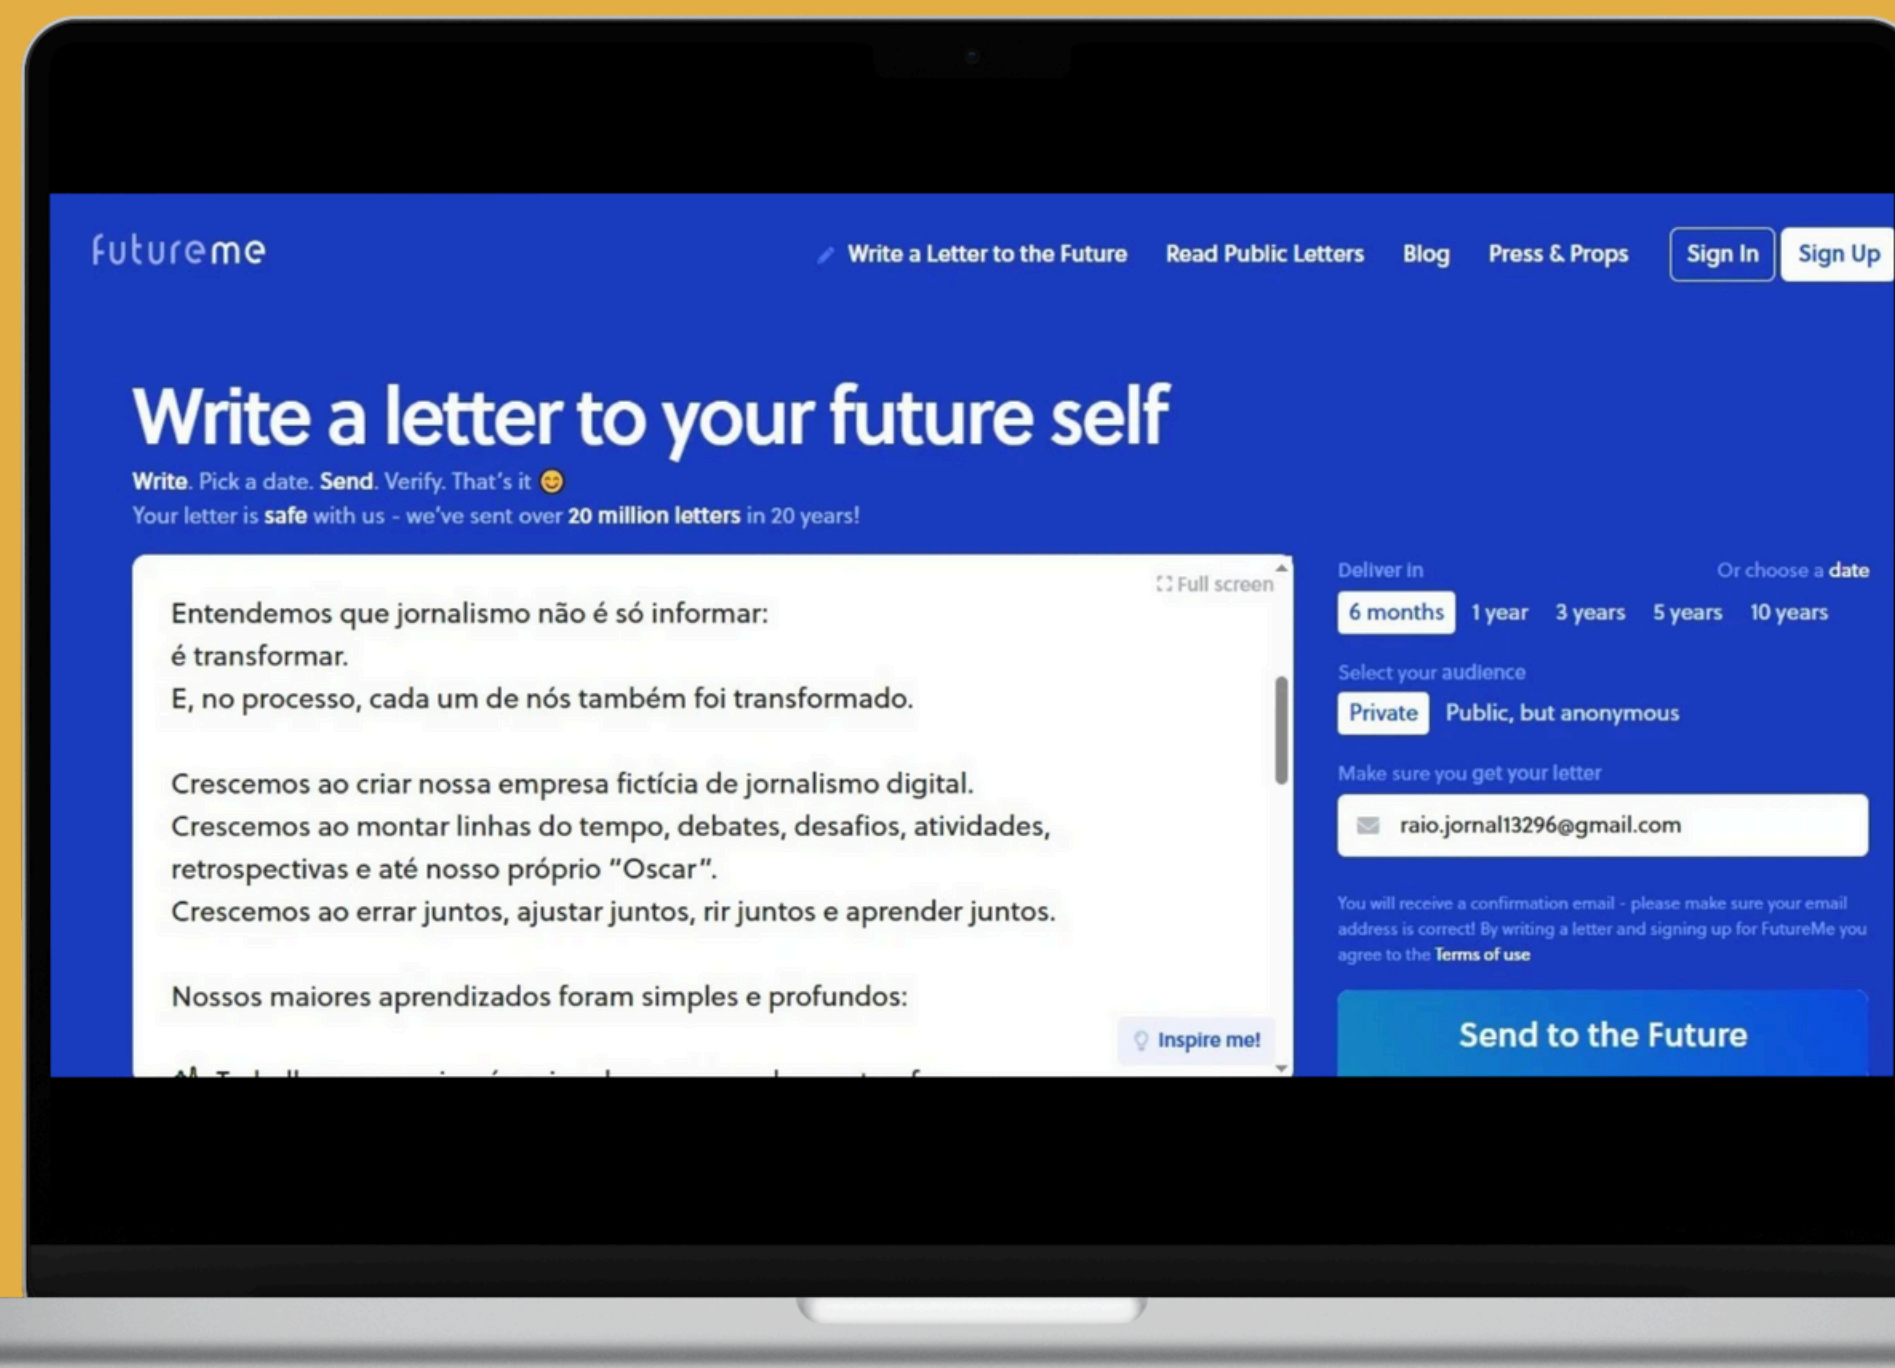 futureme
Write a Letter to the Future Read Public Letters Blog Press & Props Sign In Sign Up
Write a letter to your future self
Write. Pick a date. Send. Verify. That's it 😊
Your letter is safe with us - we've sent over 20 million letters in 20 years!
Full screen
Entendemos que jornalismo não é só informar:
é transformar.
E, no processo, cada um de nós também foi transformado.
Crescemos ao criar nossa empresa fictícia de jornalismo digital.
Crescemos ao montar linhas do tempo, debates, desafios, atividades,
retrospectivas e até nosso próprio “Oscar”.
Crescemos ao errar juntos, ajustar juntos, rir juntos e aprender juntos.
Nossos maiores aprendizados foram simples e profundos:
Inspire me!
Deliver in Or choose a date
6 months 1 year 3 years 5 years 10 years
Select your audience
Private Public, but anonymous
Make sure you get your letter
raio.jornal13296@gmail.com
You will receive a confirmation email - please make sure your email
address is correct! By writing a letter and signing up for FutureMe you
agree to the Terms of use
Send to the Future